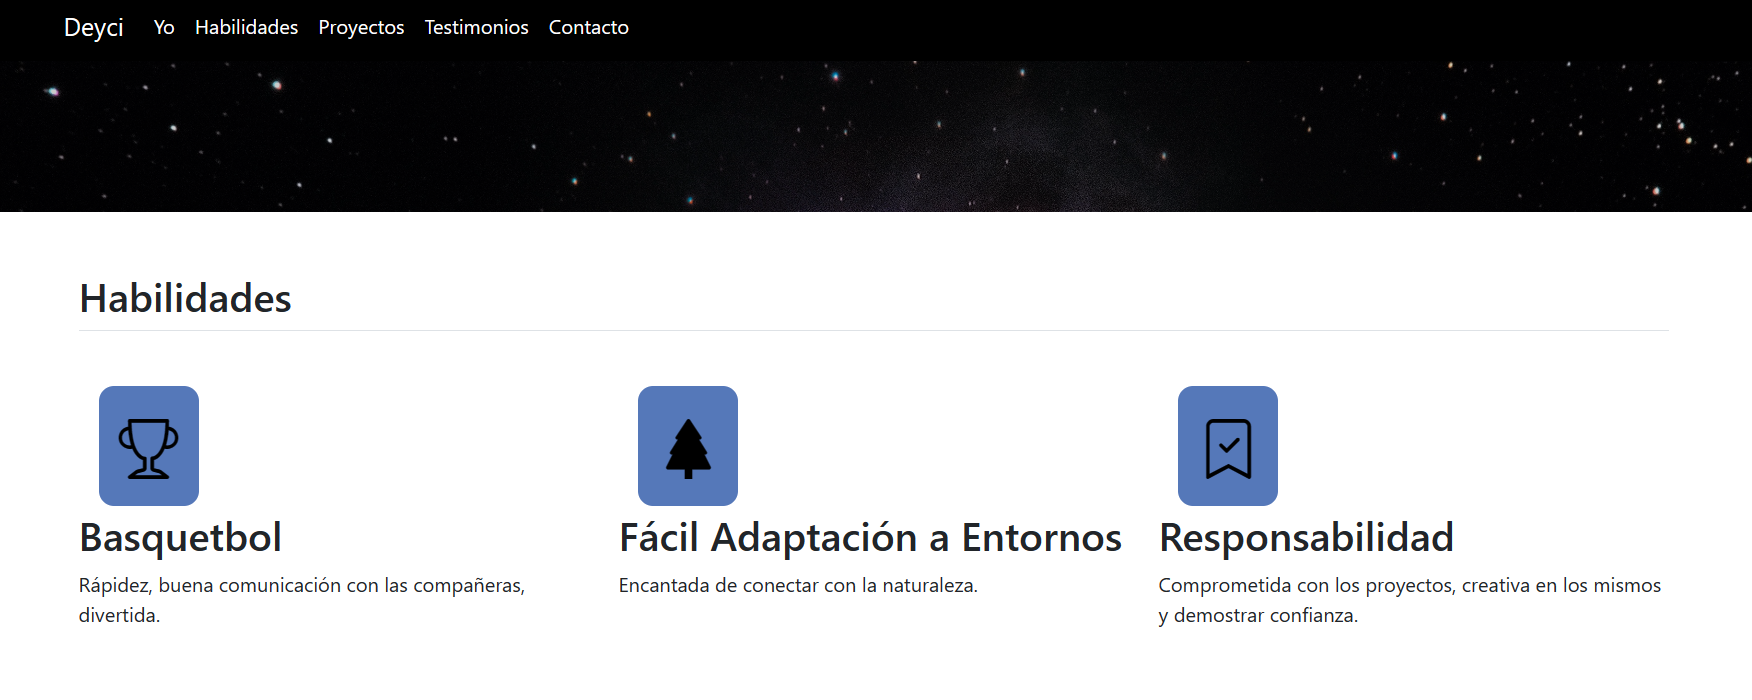 Deyci Yo Habilidades Proyectos Testimonios Contacto
Habilidades
Basquetbol
Rápidez, buena comunicación con las compañeras,
divertida.
Fácil Adaptación a Entornos
Encantada de conectar con la naturaleza.
Responsabilidad
Comprometida con los proyectos, creativa en los mismos
y demostrar confianza.